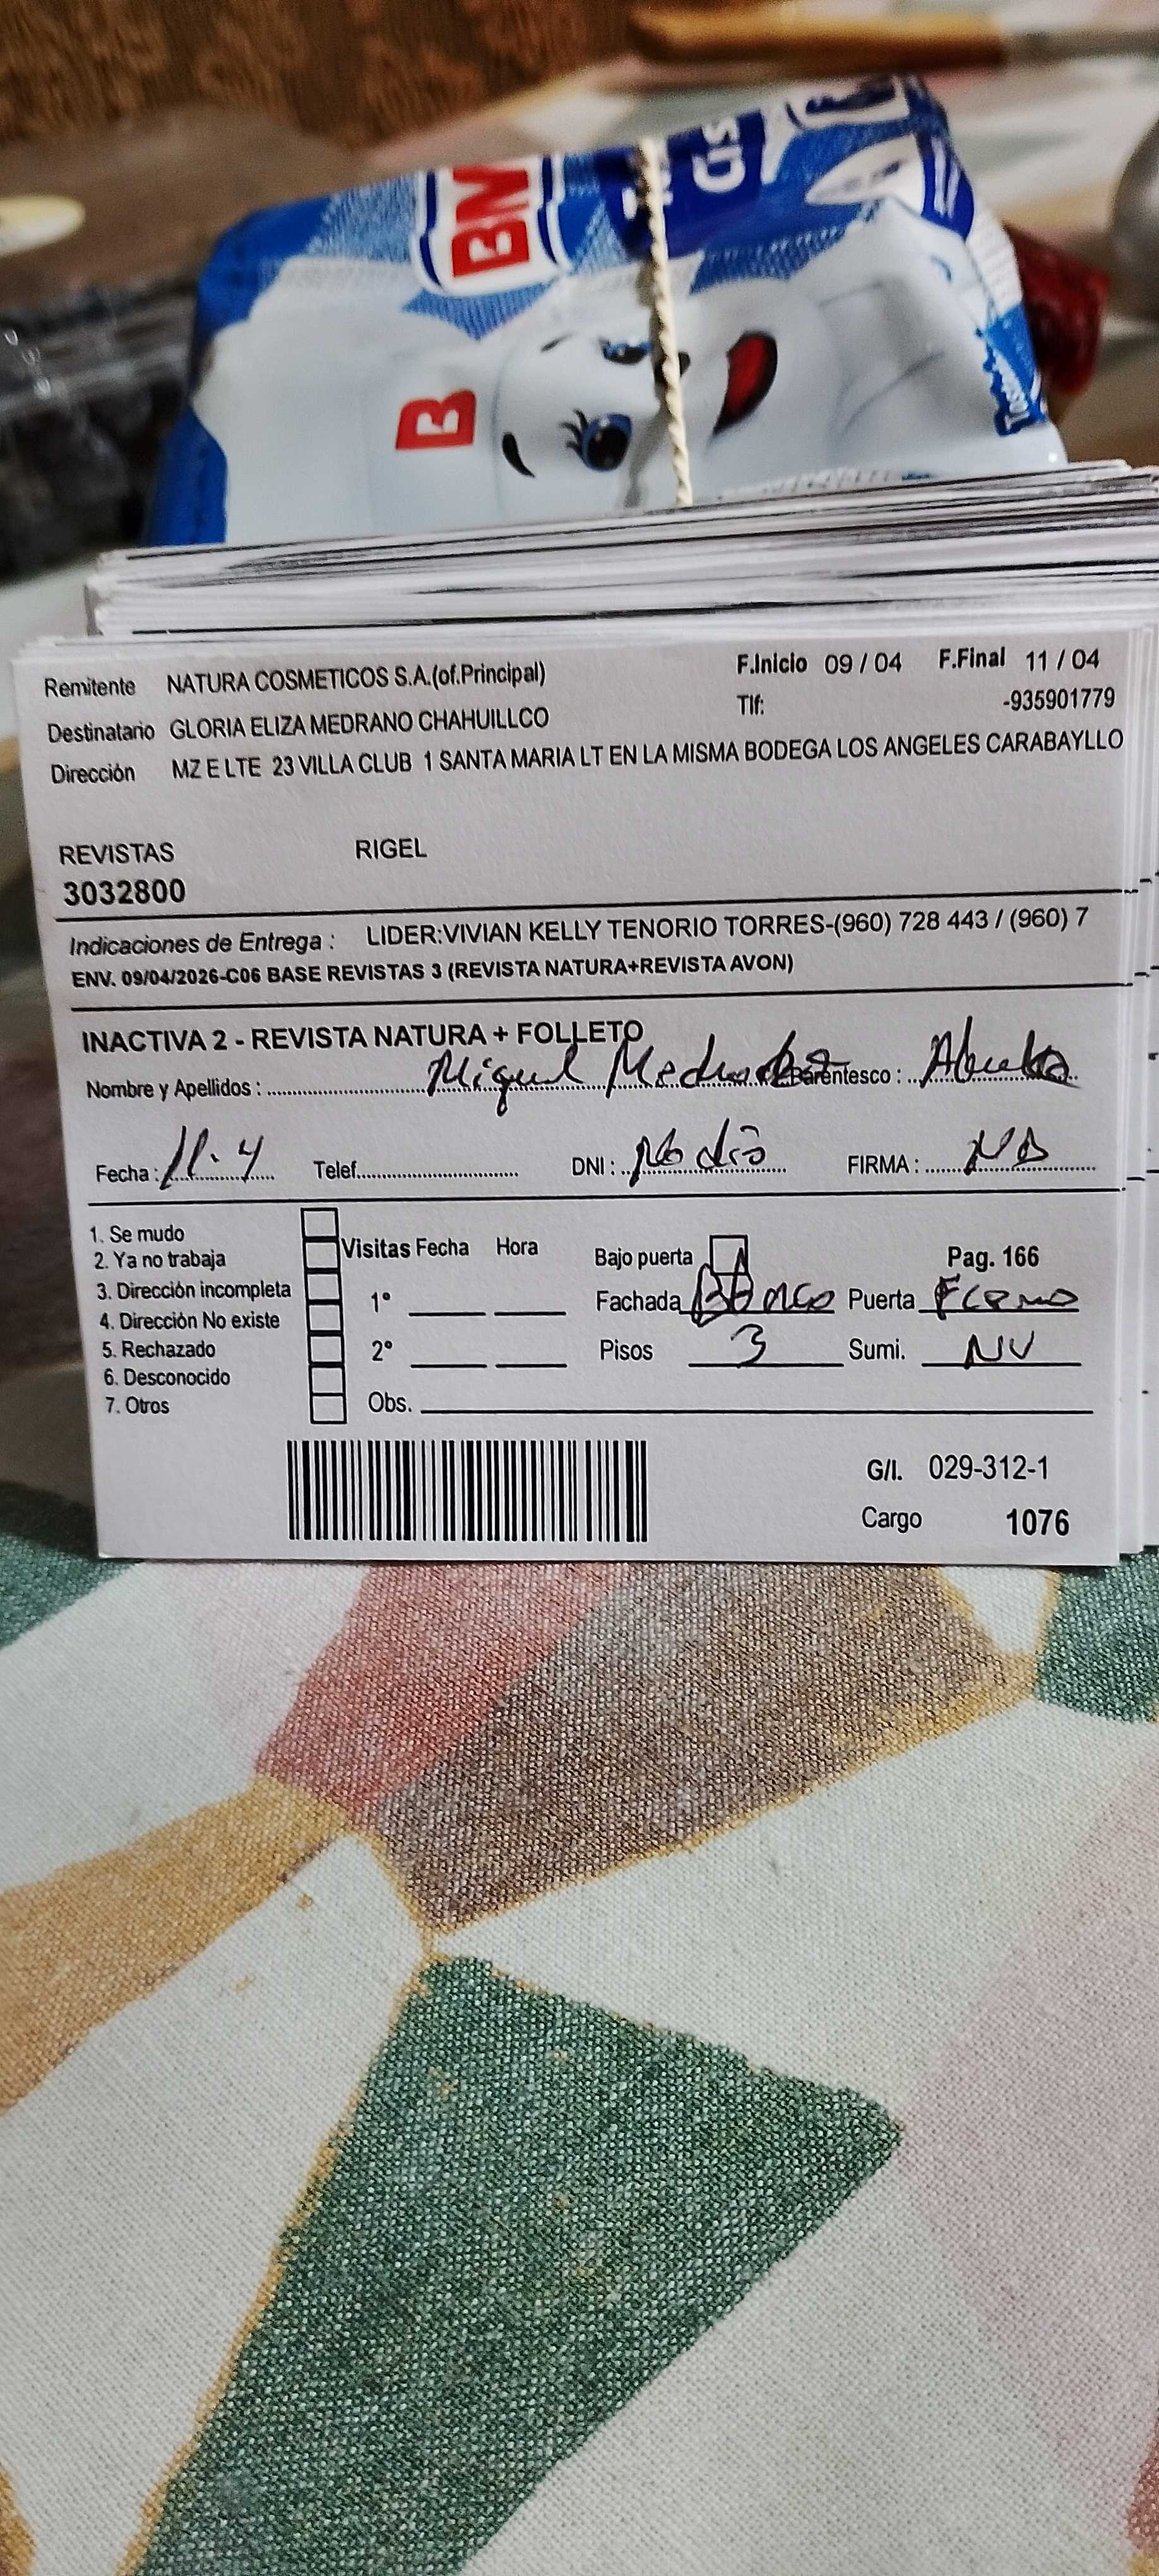 BM
B
Remitente NATURA COSMETICOS S.A.(of.Principal) F.Inicio 09 / 04 F.Final 11 / 04
Tlf: -935901779
Destinatario GLORIA ELIZA MEDRANO CHAHUILLCO
Dirección MZ E LTE 23 VILLA CLUB 1 SANTA MARIA LT EN LA MISMA BODEGA LOS ANGELES CARABAYLLO
REVISTAS RIGEL
3032800
Indicaciones de Entrega : LIDER:VIVIAN KELLY TENORIO TORRES-(960) 728 443 / (960) 7
ENV. 09/04/2026-C06 BASE REVISTAS 3 (REVISTA NATURA+REVISTA AVON)
INACTIVA 2 - REVISTA NATURA + FOLLETO
Nombre y Apellidos : Miguel Parentesco :
Fecha : 11.4 Telef. DNI : No dio FIRMA :
1. Se mudo
2. Ya no trabaja
3. Dirección incompleta
4. Dirección No existe
5. Rechazado
6. Desconocido
7. Otros
Visitas Fecha Hora Bajo puerta Pag. 166
1° Fachada Blanco Puerta Fierro
2° Pisos 3 Sumi. NV
Obs.
G/I. 029-312-1
Cargo 1076